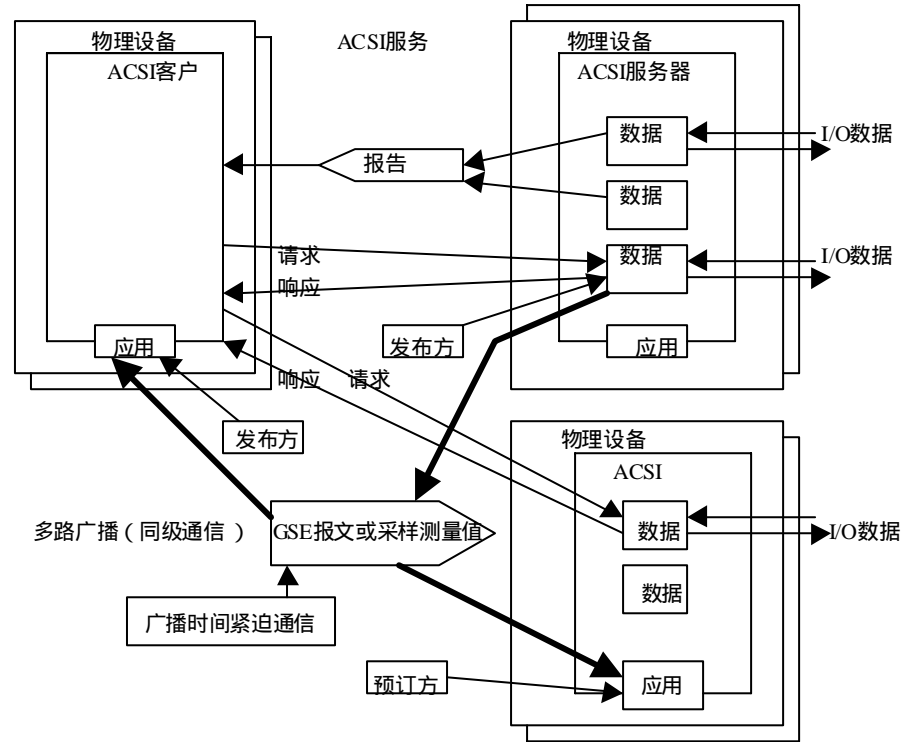 物理设备
ACSI客户
ACSI服务
物理设备
ACSI服务器
数据
I/O数据
报告
数据
请求
数据
I/O数据
响应
发布方
应用
应用
响应
请求
发布方
物理设备
ACSI
多路广播（同级通信）
GSE报文或采样测量值
数据
I/O数据
数据
广播时间紧迫通信
预订方
应用